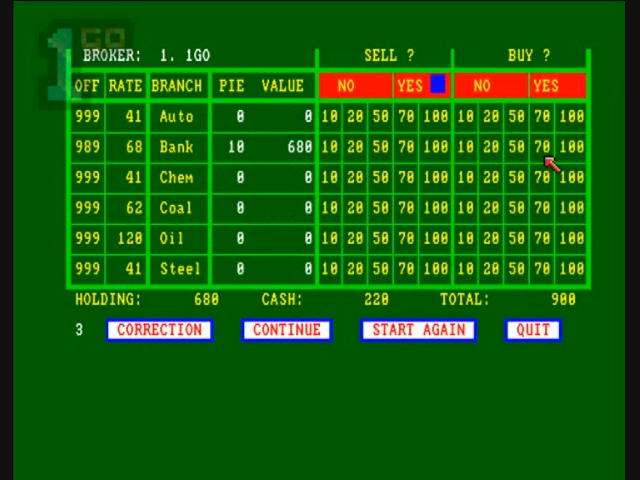 1GO
BROKER: 1. 1GO SELL ? BUY ?
OFF RATE BRANCH PIE VALUE NO YES NO YES
999 41 Auto 0 0 10 20 50 70 100 10 20 50 70 100
989 68 Bank 10 680 10 20 50 70 100 10 20 50 70 100
999 41 Chem 0 0 10 20 50 70 100 10 20 50 70 100
999 62 Coal 0 0 10 20 50 70 100 10 20 50 70 100
999 120 Oil 0 0 10 20 50 70 100 10 20 50 70 100
999 41 Steel 0 0 10 20 50 70 100 10 20 50 70 100
HOLDING: 680 CASH: 220 TOTAL: 900
3 CORRECTION CONTINUE START AGAIN QUIT